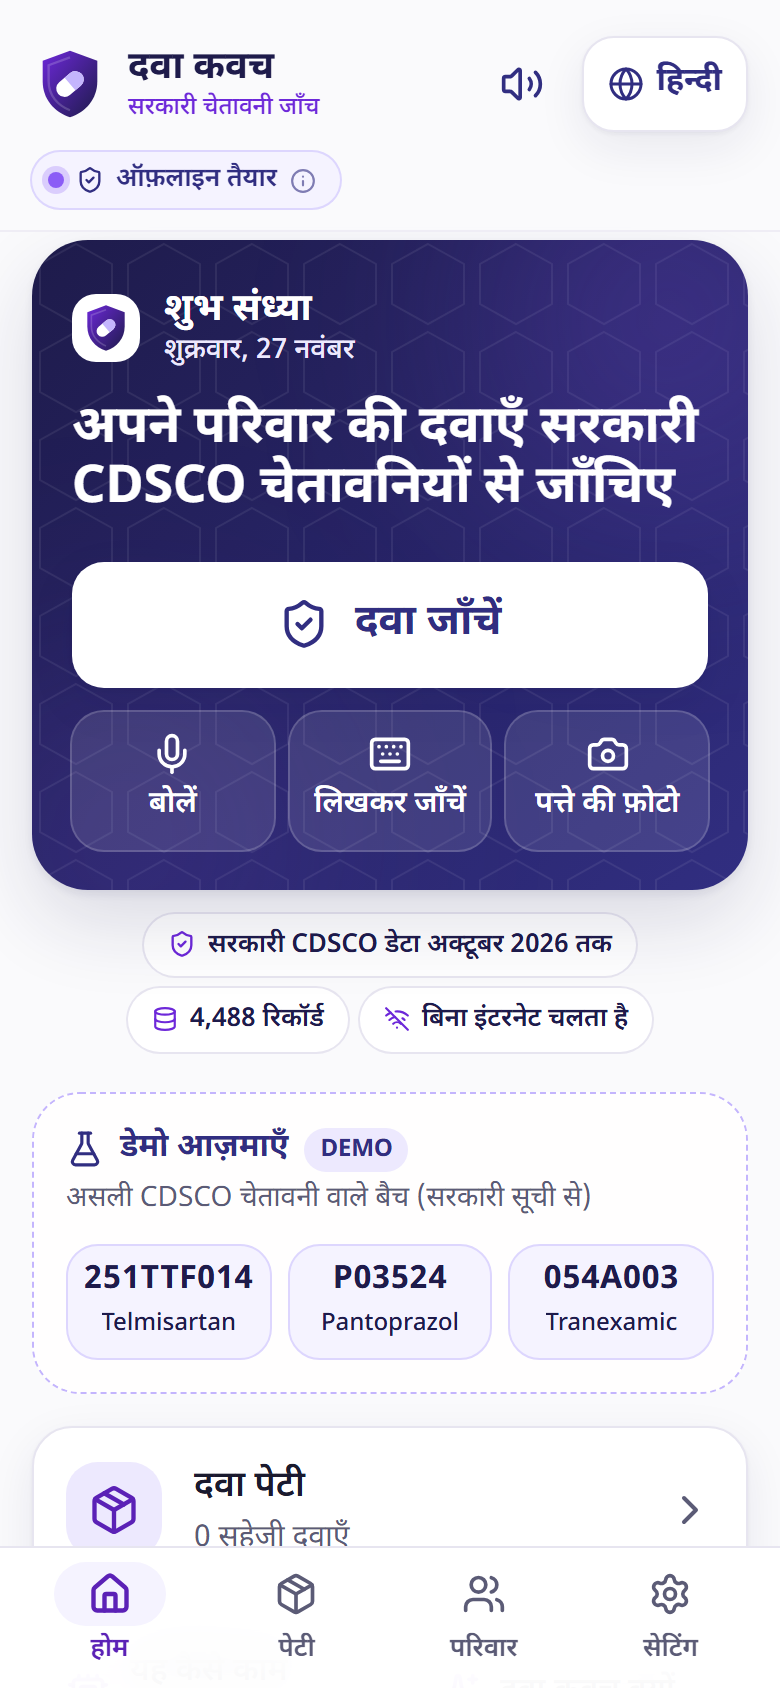 दवा कवच
सरकारी चेतावनी जाँच
हिन्दी
ऑफ़लाइन तैयार
शुभ संध्या
शुक्रवार, 27 नवंबर
अपने परिवार की दवाएँ सरकारी
CDSCO चेतावनियों से जाँचिए
दवा जाँचें
बोलें
लिखकर जाँचें
पत्ते की फ़ोटो
सरकारी CDSCO डेटा अक्टूबर 2026 तक
4,488 रिकॉर्ड
बिना इंटरनेट चलता है
डेमो आज़माएँ DEMO
असली CDSCO चेतावनी वाले बैच (सरकारी सूची से)
251TTF014
Telmisartan
P03524
Pantoprazol
054A003
Tranexamic
दवा पेटी
0 सहेजी दवाएँ
होम
पेटी
परिवार
सेटिंग